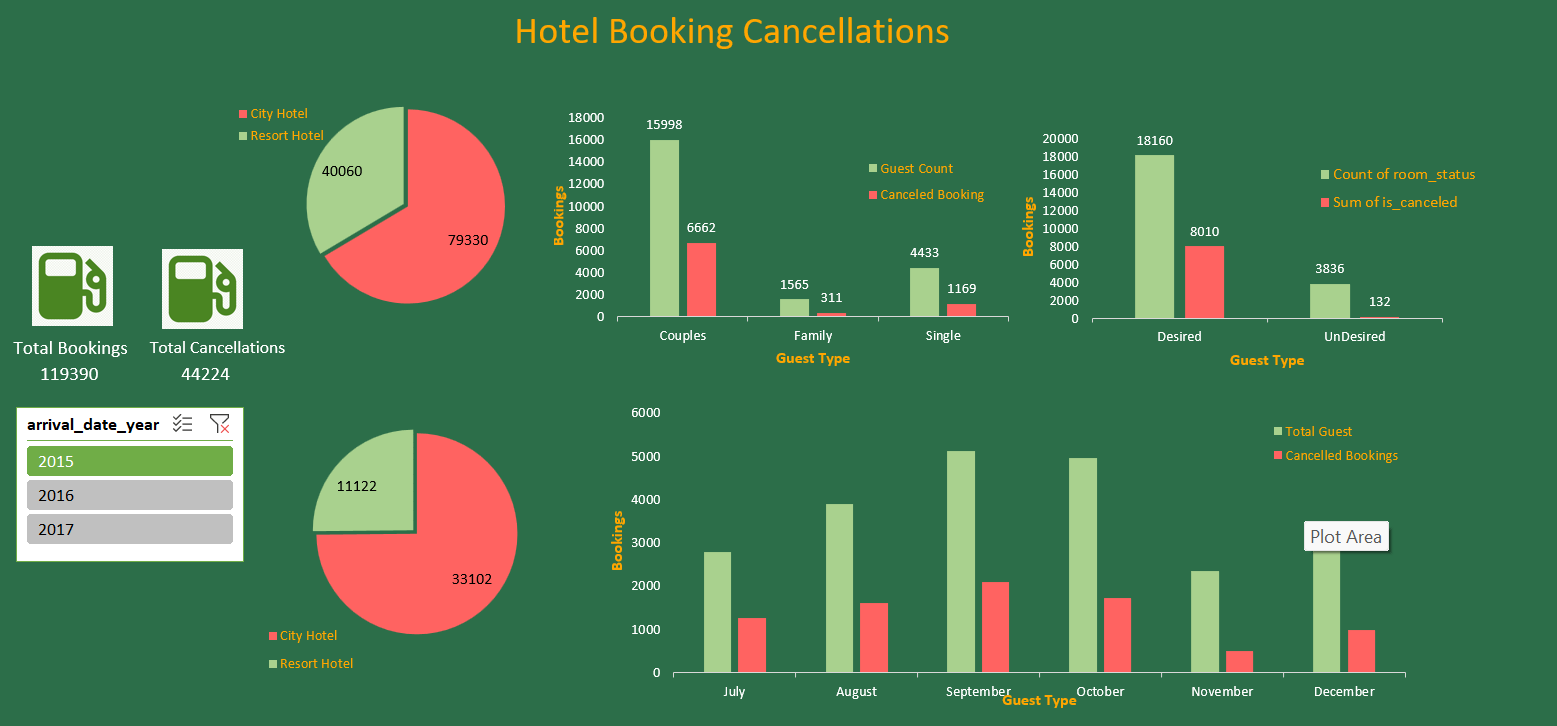 Hotel Booking Cancellations
City Hotel
Resort Hotel
40060
79330
Total Bookings
119390
Total Cancellations
44224
arrival_date_year
2015
2016
2017
11122
33102
City Hotel
Resort Hotel
18000
16000
14000
12000
10000
8000
6000
4000
2000
0
Bookings
15998
6662
1565
311
4433
1169
Couples
Family
Single
Guest Type
Guest Count
Canceled Booking
20000
18000
16000
14000
12000
10000
8000
6000
4000
2000
0
Bookings
18160
8010
3836
132
Desired
UnDesired
Guest Type
Count of room_status
Sum of is_canceled
6000
5000
4000
3000
2000
1000
0
Bookings
Total Guest
Cancelled Bookings
Plot Area
July
August
September
October
November
December
Guest Type